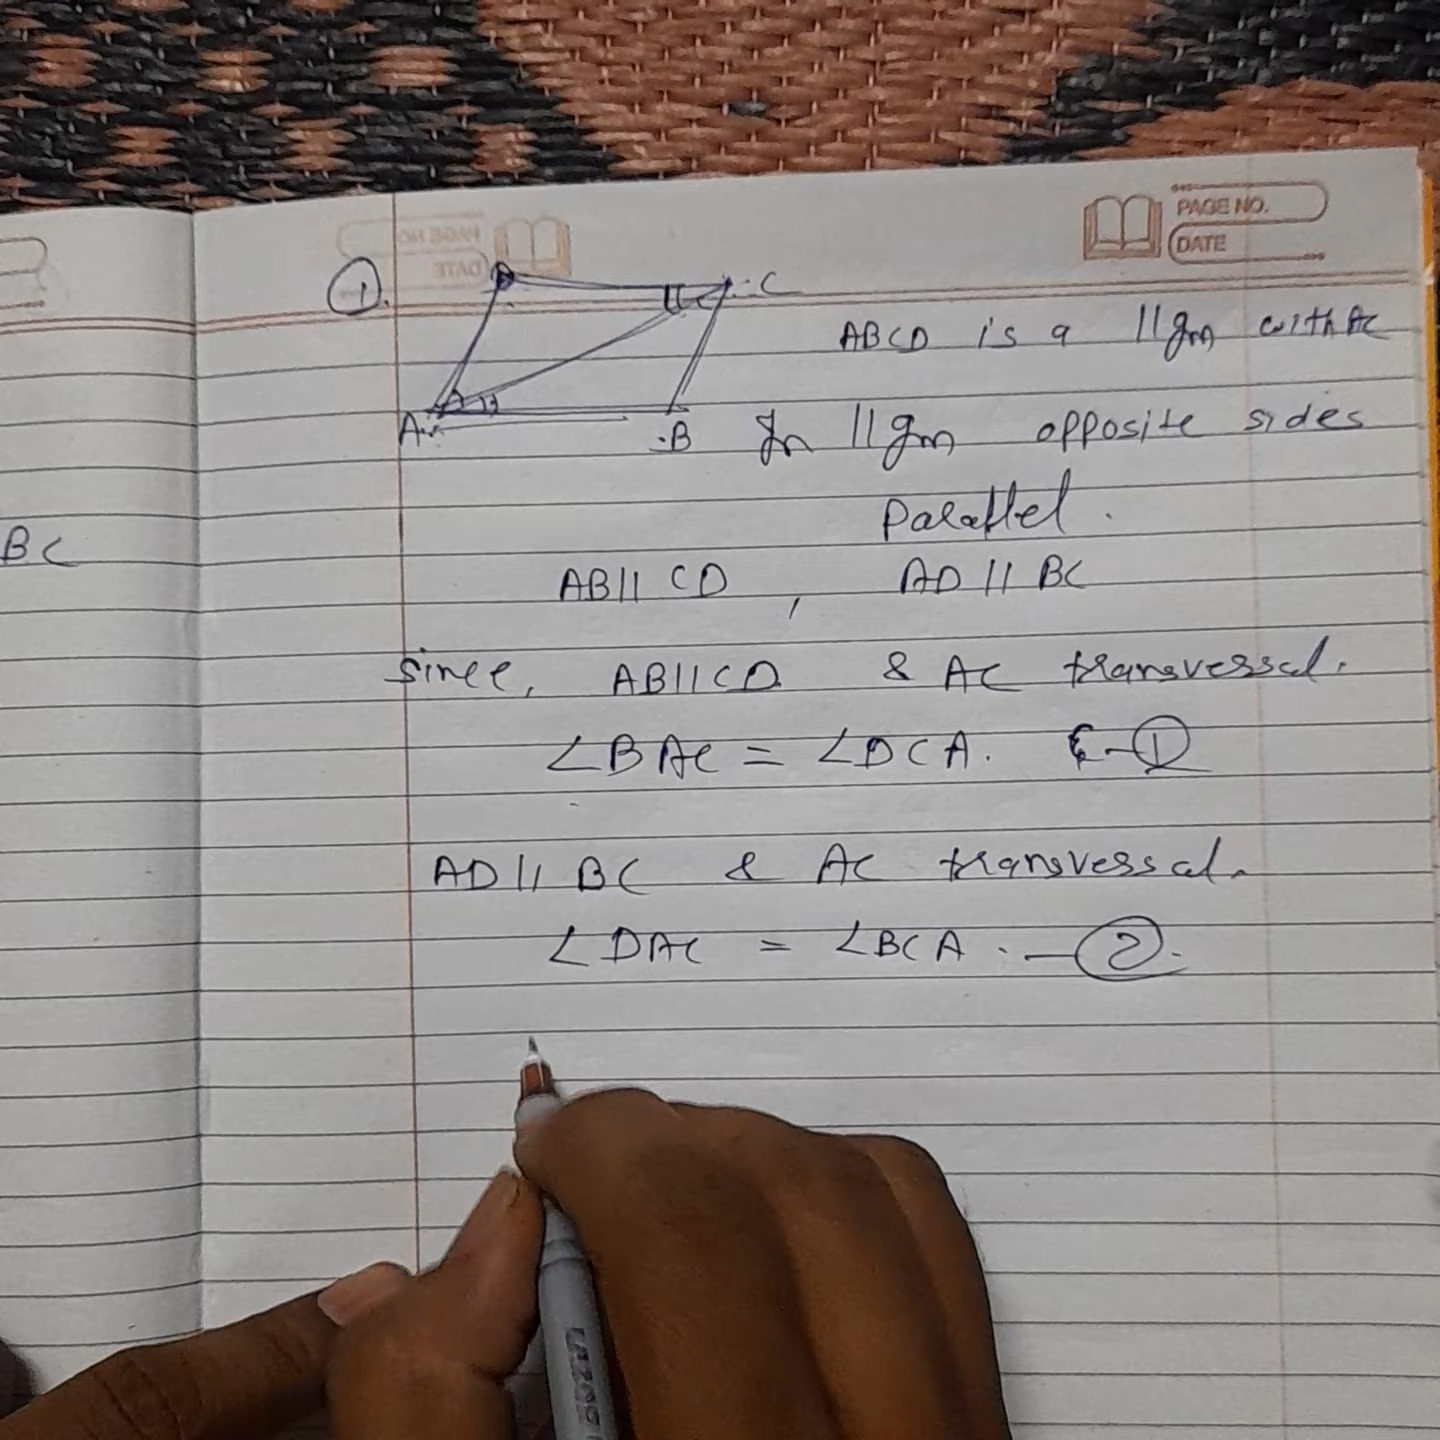 PAGE NO.
DATE
1.
C
ABCD is a ||gm with AC
A
B
In ||gm opposite sides
Parallel.
BC
AB || CD , AD || BC
Since, AB||CD & AC transversal.
∠BAC = ∠DCA. — 1
AD || BC & AC transversal.
∠DAC = ∠BCA. — 2.